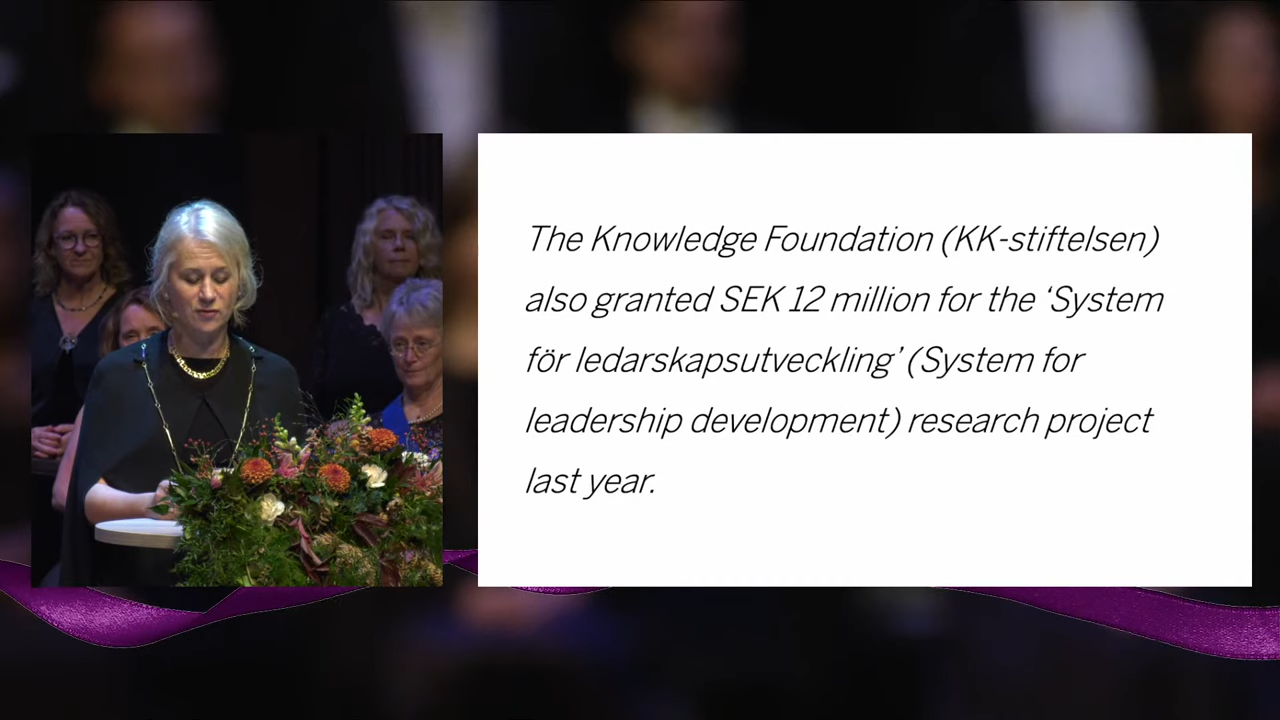 The Knowledge Foundation (KK-stiftelsen)
also granted SEK 12 million for the ‘System
för ledarskapsutveckling’ (System for
leadership development) research project
last year.